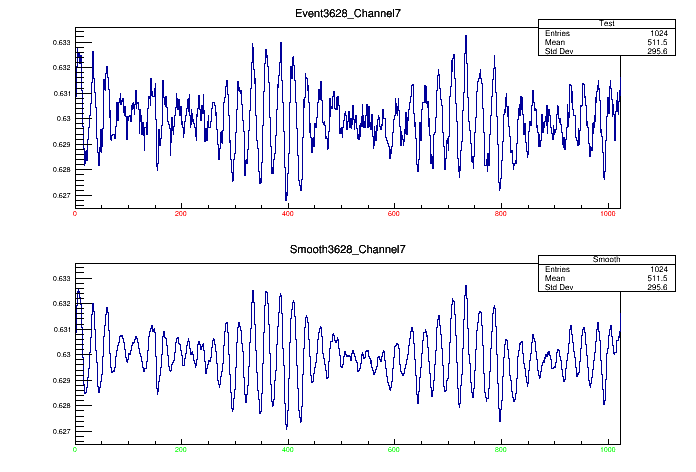 Event3628_Channel7
Test
Entries 1024
Mean 511.5
Std Dev 295.6
0.633
0.632
0.631
0.63
0.629
0.628
0.627
0 200 400 600 800 1000
Smooth3628_Channel7
Smooth
Entries 1024
Mean 511.5
Std Dev 295.6
0.633
0.632
0.631
0.63
0.629
0.628
0.627
0 200 400 600 800 1000